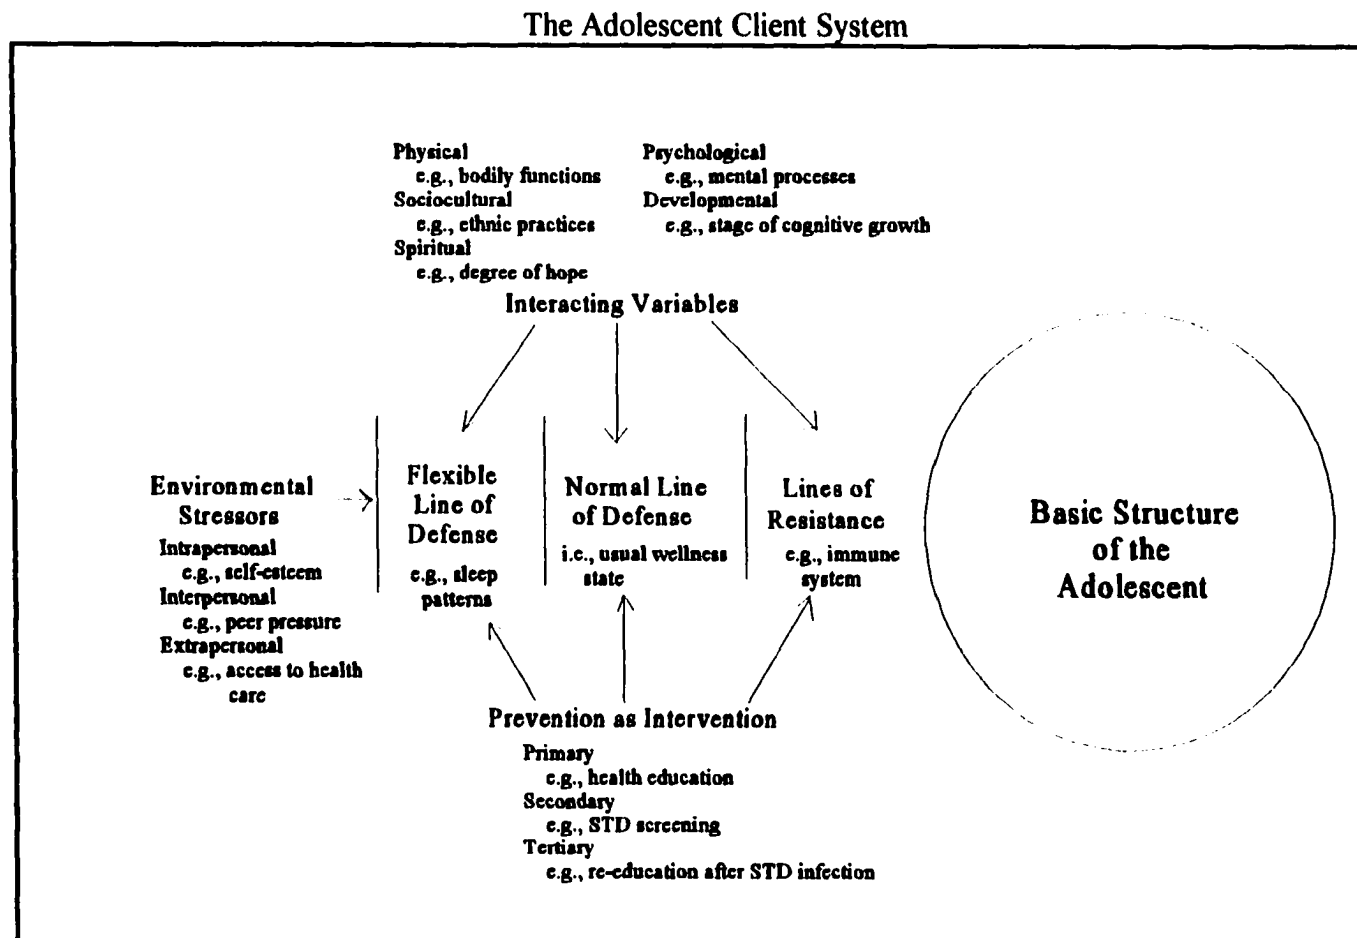 The Adolescent Client System
Physical
e.g., bodily functions
Sociocultural
e.g., ethnic practices
Spiritual
e.g., degree of hope
Psychological
e.g., mental processes
Developmental
e.g., stage of cognitive growth
Interacting Variables
Environmental
Stressors
Intrapersonal
e.g., self-esteem
Interpersonal
e.g., peer pressure
Extrapersonal
e.g., access to health
care
Flexible
Line of
Defense
e.g., sleep
patterns
Normal Line
of Defense
i.e., usual wellness
state
Lines of
Resistance
e.g., immune
system
Basic Structure
of the
Adolescent
Prevention as Intervention
Primary
e.g., health education
Secondary
e.g., STD screening
Tertiary
e.g., re-education after STD infection